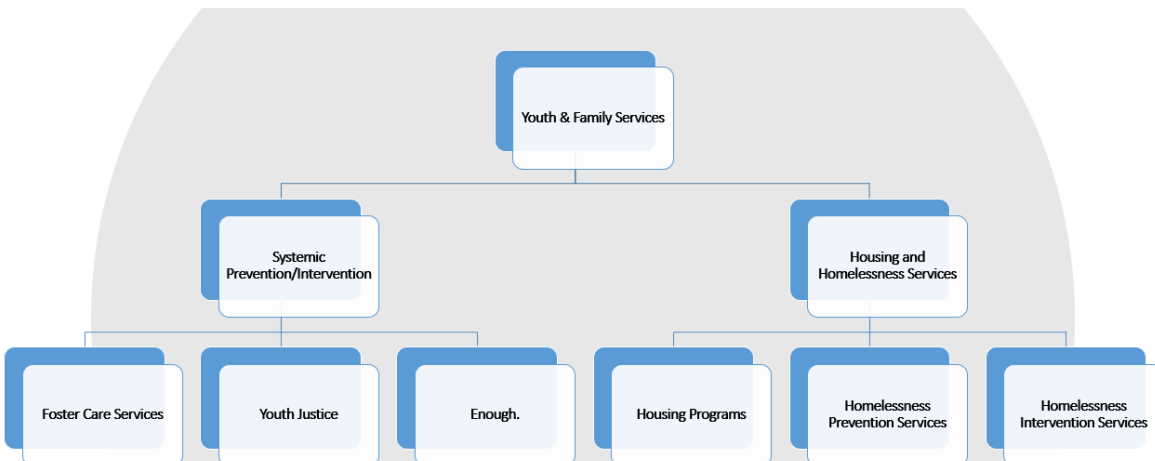 Youth & Family Services
Systemic
Prevention/Intervention
Housing and
Homelessness Services
Foster Care Services
Youth Justice
Enough.
Housing Programs
Homelessness
Prevention Services
Homelessness
Intervention Services